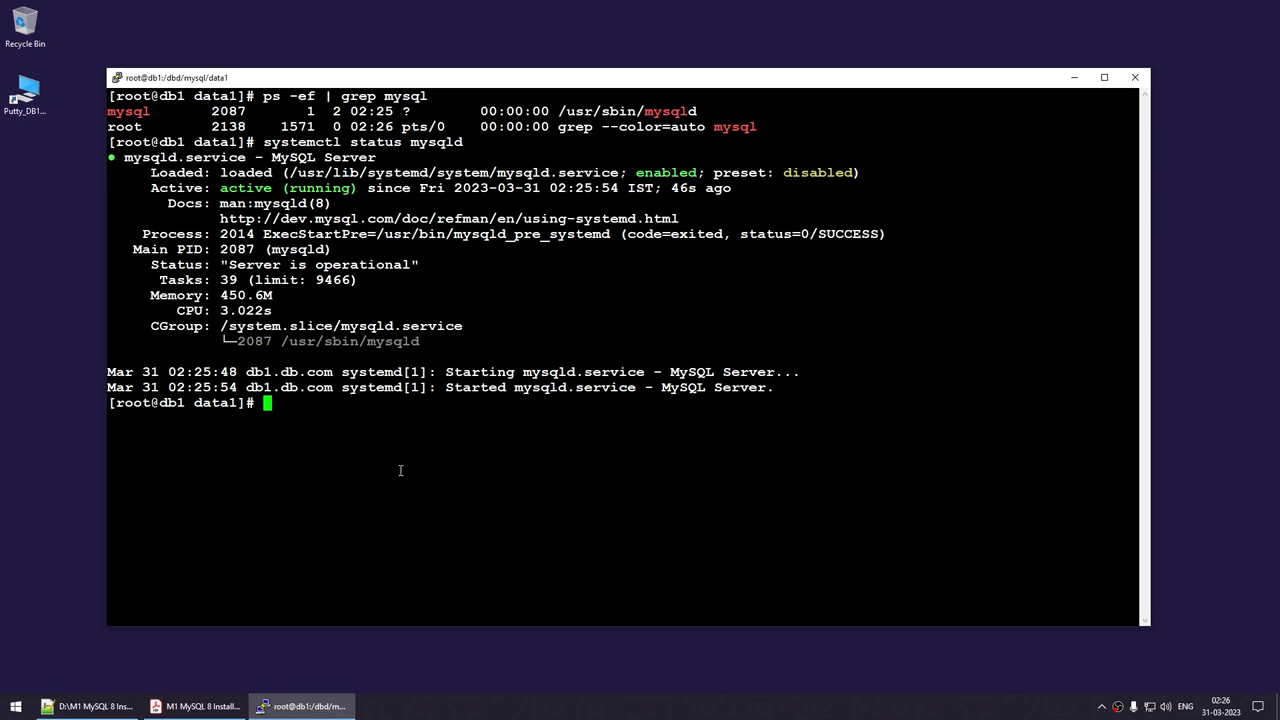 Recycle Bin
Putty_DB1...
root@db1:/dbd/mysql/data1
[root@db1 data1]# ps -ef | grep mysql
mysql 2087 1 2 02:25 ? 00:00:00 /usr/sbin/mysqld
root 2138 1571 0 02:26 pts/0 00:00:00 grep --color=auto mysql
[root@db1 data1]# systemctl status mysqld
● mysqld.service - MySQL Server
Loaded: loaded (/usr/lib/systemd/system/mysqld.service; enabled; preset: disabled)
Active: active (running) since Fri 2023-03-31 02:25:54 IST; 46s ago
Docs: man:mysqld(8)
http://dev.mysql.com/doc/refman/en/using-systemd.html
Process: 2014 ExecStartPre=/usr/bin/mysqld_pre_systemd (code=exited, status=0/SUCCESS)
Main PID: 2087 (mysqld)
Status: "Server is operational"
Tasks: 39 (limit: 9466)
Memory: 450.6M
CPU: 3.022s
CGroup: /system.slice/mysqld.service
└─2087 /usr/sbin/mysqld
Mar 31 02:25:48 db1.db.com systemd[1]: Starting mysqld.service - MySQL Server...
Mar 31 02:25:54 db1.db.com systemd[1]: Started mysqld.service - MySQL Server.
[root@db1 data1]#
D:\M1 MySQL 8 Ins... M1 MySQL 8 Install... root@db1:/dbd/m... ENG 02:26
31-03-2023